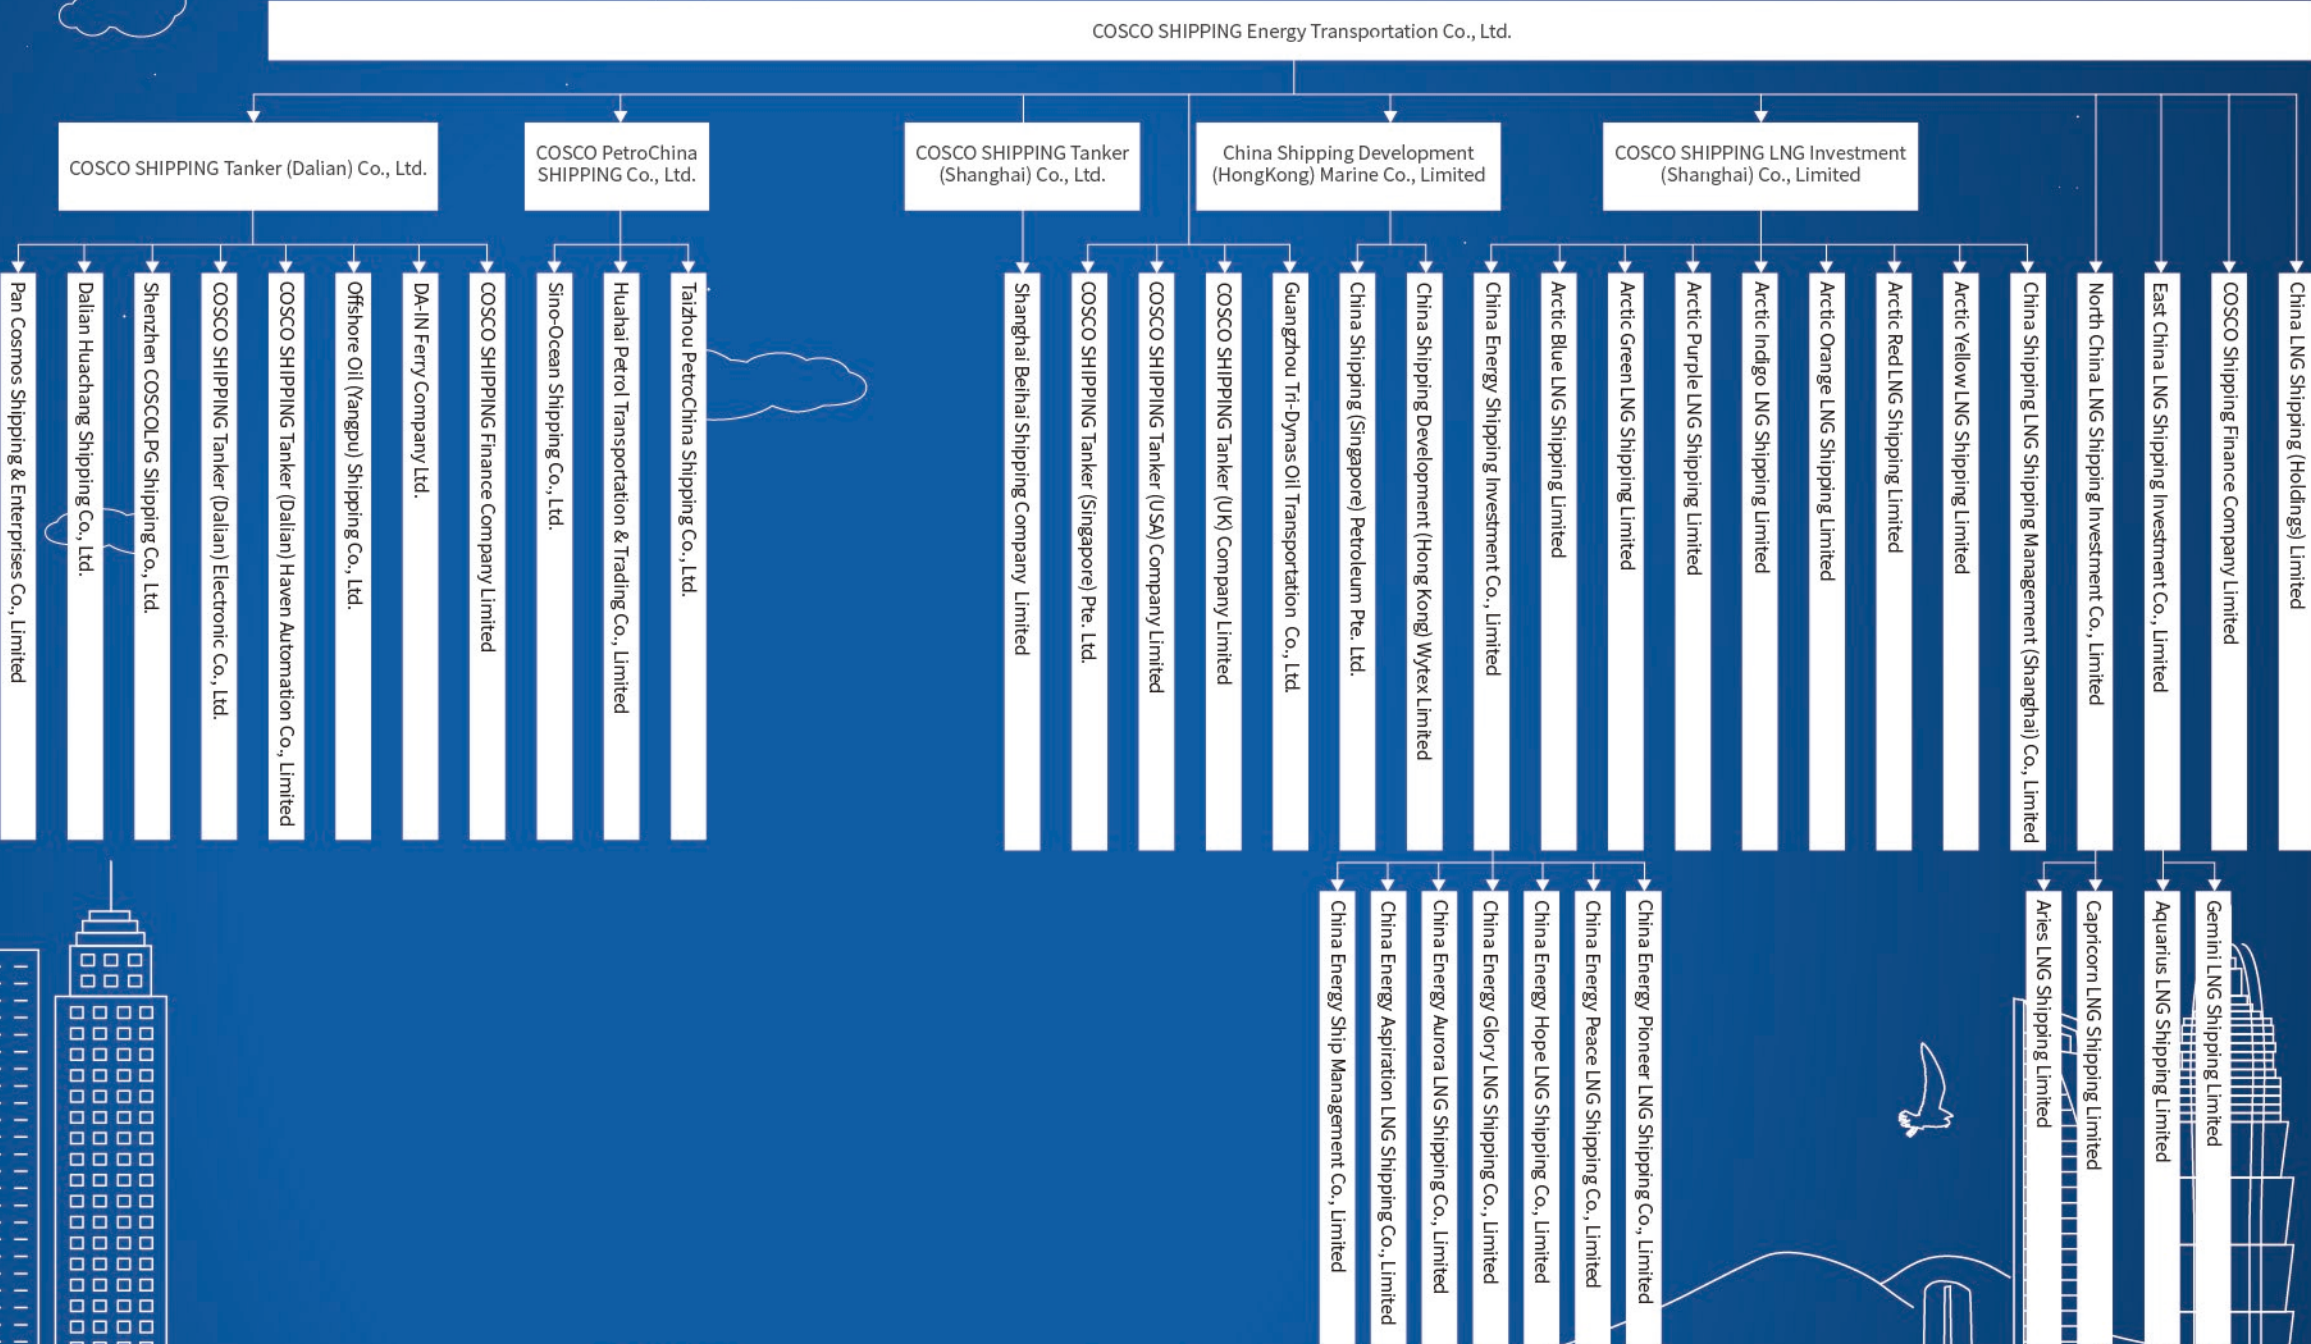 COSCO SHIPPING Energy Transportation Co., Ltd.
COSCO SHIPPING Tanker (Dalian) Co., Ltd.
COSCO PetroChina
SHIPPING Co., Ltd.
COSCO SHIPPING Tanker
(Shanghai) Co., Ltd.
China Shipping Development
(HongKong) Marine Co., Limited
COSCO SHIPPING LNG Investment
(Shanghai) Co., Limited
Pan Cosmos Shipping & Enterprises Co., Limited
Dalian Huachang Shipping Co., Ltd.
Shenzhen COSCOLPG Shipping Co., Ltd.
COSCO SHIPPING Tanker (Dalian) Electronic Co., Ltd.
COSCO SHIPPING Tanker (Dalian) Haven Automation Co., Limited
Offshore Oil (Yangpu) Shipping Co., Ltd.
DA-IN Ferry Company Ltd.
COSCO SHIPPING Finance Company Limited
Sino-Ocean Shipping Co., Ltd.
Huahai Petrol Transportation & Trading Co., Limited
Taizhou PetroChina Shipping Co., Ltd.
Shanghai Beihai Shipping Company Limited
COSCO SHIPPING Tanker (Singapore) Pte. Ltd.
COSCO SHIPPING Tanker (USA) Company Limited
COSCO SHIPPING Tanker (UK) Company Limited
Guangzhou Tri-Dynas Oil Transportation Co., Ltd.
China Shipping (Singapore) Petroleum Pte. Ltd.
China Shipping Development (Hong Kong) Wytex Limited
China Energy Shipping Investment Co., Limited
Arctic Blue LNG Shipping Limited
Arctic Green LNG Shipping Limited
Arctic Purple LNG Shipping Limited
Arctic Indigo LNG Shipping Limited
Arctic Orange LNG Shipping Limited
Arctic Red LNG Shipping Limited
Arctic Yellow LNG Shipping Limited
China Shipping LNG Shipping Management (Shanghai) Co., Limited
North China LNG Shipping Investment Co., Limited
East China LNG Shipping Investment Co., Limited
COSCO Shipping Finance Company Limited
China LNG Shipping (Holdings) Limited
China Energy Ship Management Co., Limited
China Energy Aspiration LNG Shipping Co., Limited
China Energy Aurora LNG Shipping Co., Limited
China Energy Glory LNG Shipping Co., Limited
China Energy Hope LNG Shipping Co., Limited
China Energy Peace LNG Shipping Co., Limited
China Energy Pioneer LNG Shipping Co., Limited
Aries LNG Shipping Limited
Capricorn LNG Shipping Limited
Aquarius LNG Shipping Limited
Gemini LNG Shipping Limited